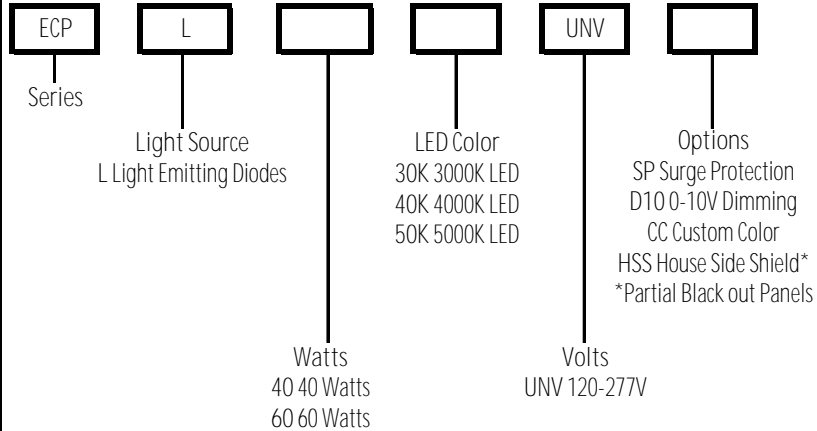 ECP
L
UNV
Series
Light Source
L Light Emitting Diodes
LED Color
30K 3000K LED
40K 4000K LED
50K 5000K LED
Options
SP Surge Protection
D10 0-10V Dimming
CC Custom Color
HSS House Side Shield*
*Partial Black out Panels
Watts
40 40 Watts
60 60 Watts
Volts
UNV 120-277V